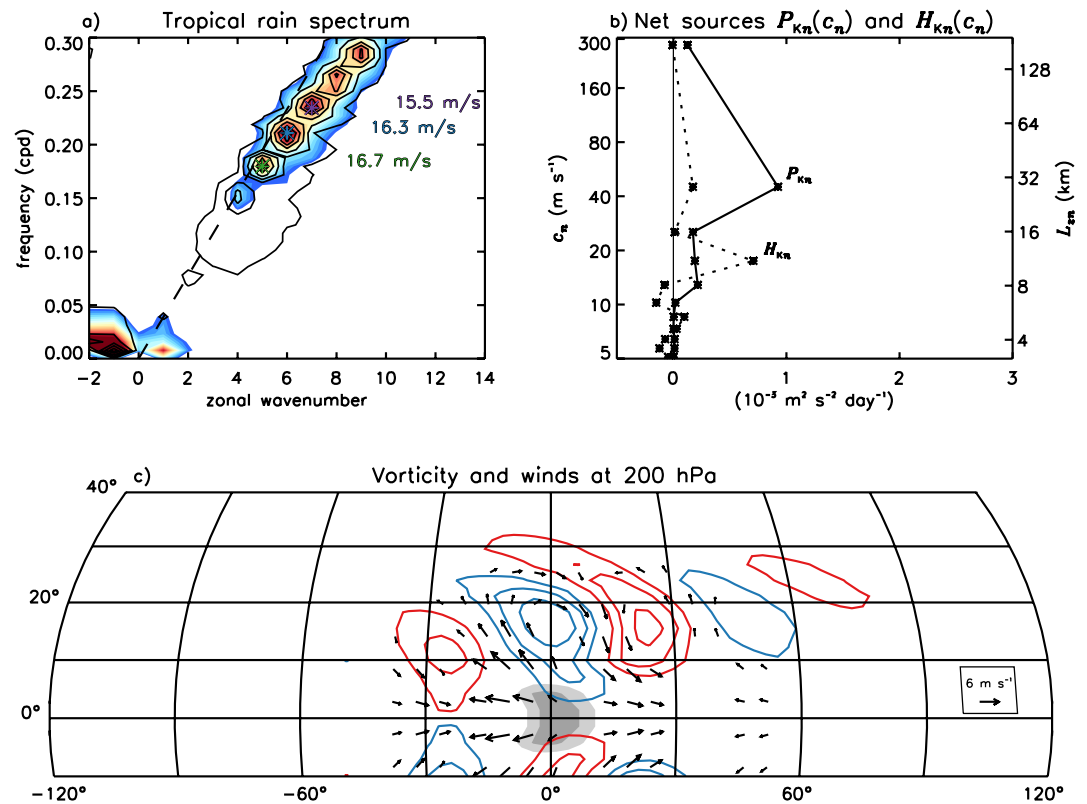 a) Tropical rain spectrum
0.30
0.25
0.20
0.15
0.10
0.05
0.00
frequency (cpd)
15.5 m/s
16.3 m/s
16.7 m/s
-2 0 2 4 6 8 10 12 14
zonal wavenumber
b) Net sources P_Kn(c_n) and H_Kn(c_n)
300
160
80
40
20
10
5
c_n (m s⁻¹)
P_Kn
H_Kn
128
64
32
16
8
4
L_zn (km)
0 1 2 3
(10⁻⁵ m² s⁻² day⁻¹)
c) Vorticity and winds at 200 hPa
40°
20°
0°
6 m s⁻¹
-120° -60° 0° 60° 120°